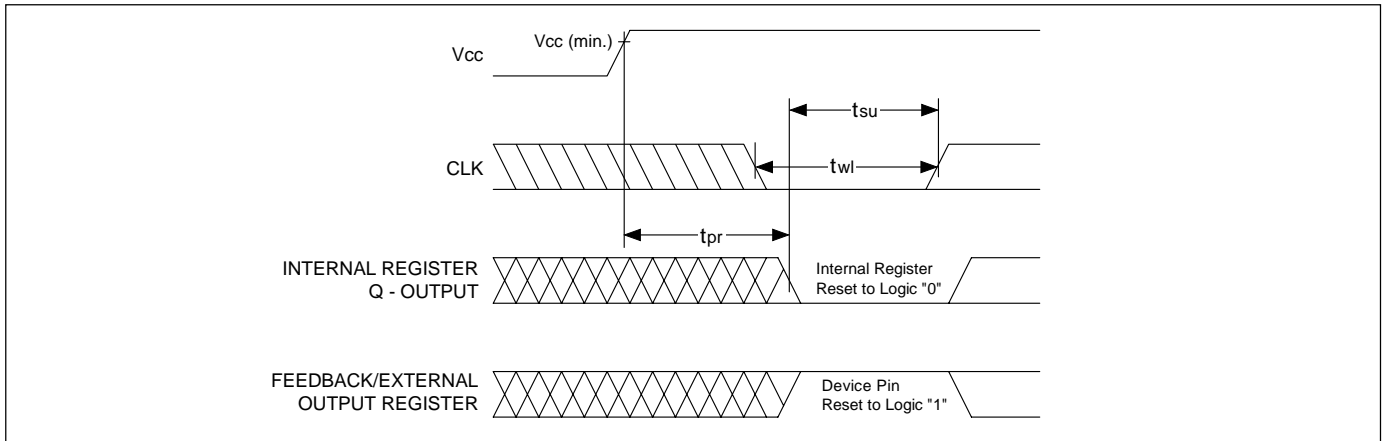 Vcc
Vcc (min.)
tsu
CLK
twl
tpr
INTERNAL REGISTER
Q - OUTPUT
Internal Register
Reset to Logic "0"
FEEDBACK/EXTERNAL
OUTPUT REGISTER
Device Pin
Reset to Logic "1"